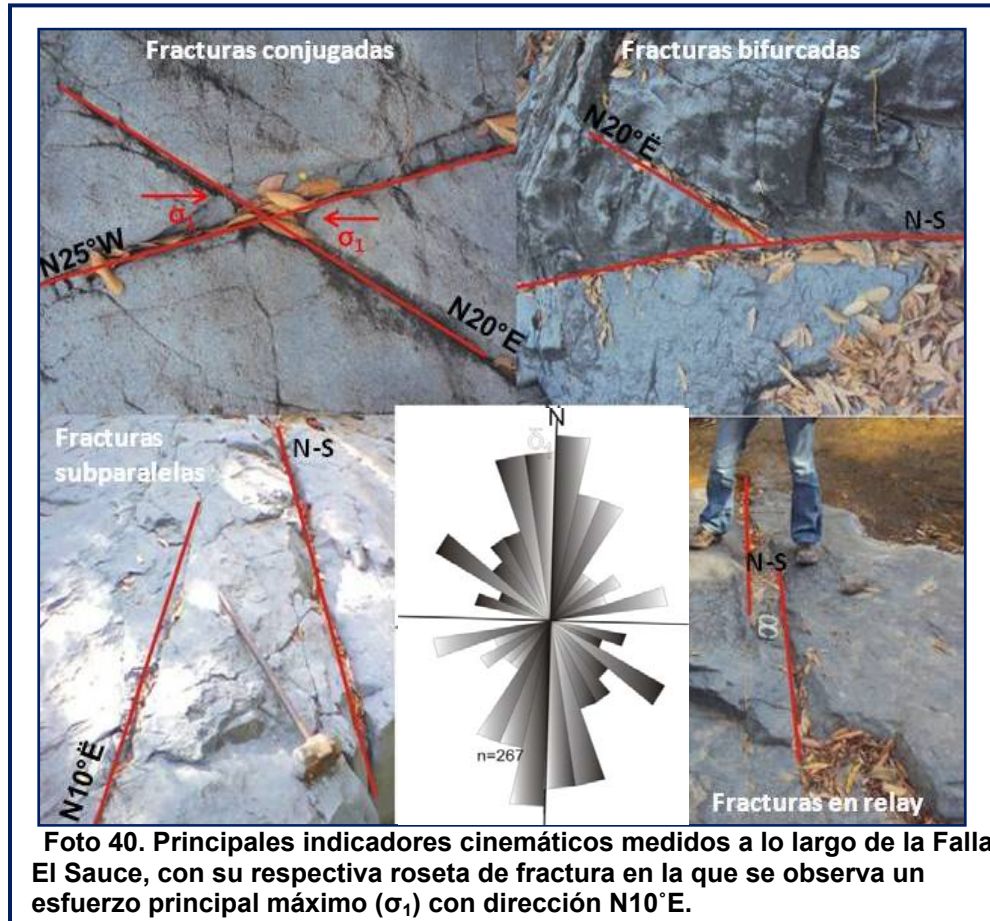 Fracturas conjugadas
N25°W
σ₁
σ₁
N20°E
Fracturas bifurcadas
N20°Ë
N-S
Fracturas
subparalelas
N-S
N10°Ë
N
n=267
N-S
Fracturas en relay
Foto 40. Principales indicadores cinemáticos medidos a lo largo de la Falla
El Sauce, con su respectiva roseta de fractura en la que se observa un
esfuerzo principal máximo (σ₁) con dirección N10°E.